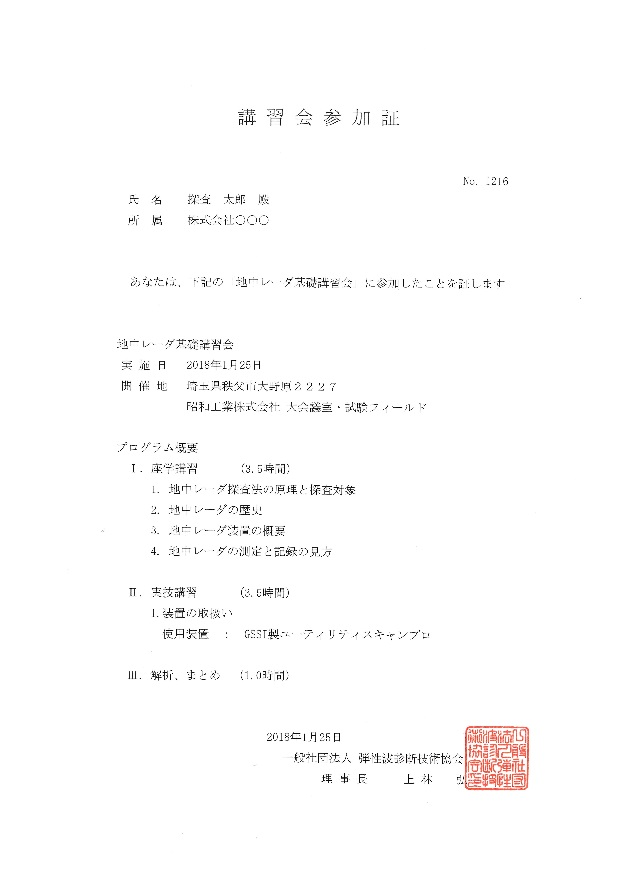 講習会参加証
No. 1216
氏 名 探査 太郎 殿
所 属 株式会社○○○
あなたは、下記の「地中レーダ基礎講習会」に参加したことを証します
地中レーダ基礎講習会
実 施 日 2018年1月25日
開 催 地 埼玉県秩父市大野原２２２７
昭和工業株式会社 大会議室・試験フィールド
プログラム概要
Ⅰ. 座学講習 (3.5時間)
1. 地中レーダ探査法の原理と探査対象
2. 地中レーダの歴史
3. 地中レーダ装置の概要
4. 地中レーダの測定と記録の見方
Ⅱ. 実技講習 (3.5時間)
1.装置の取扱い
使用装置 ： GSSI製ユーティリティスキャンプロ
Ⅲ. 解析、まとめ (1.0時間)
2018年1月25日
一般社団法人 弾性波診断技術協会
理 事 長 上 林